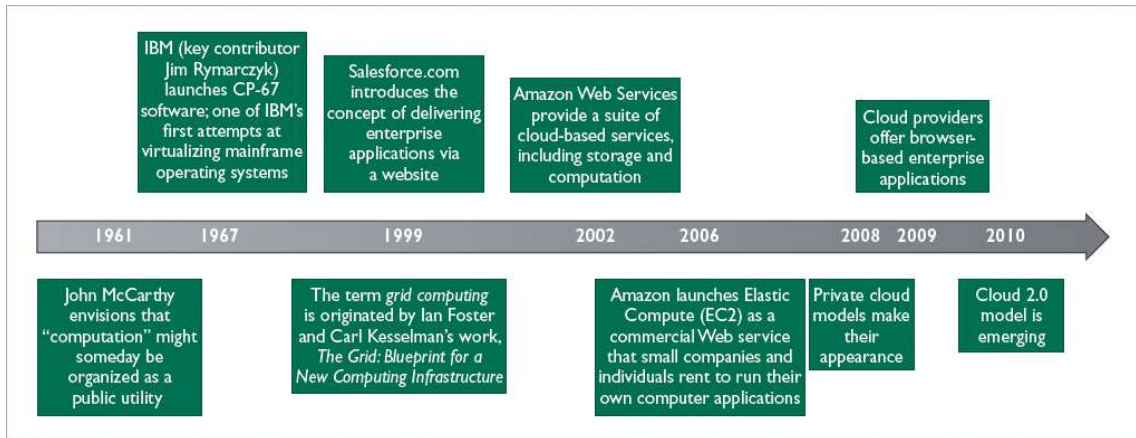 IBM (key contributor
Jim Rymarczyk)
launches CP-67
software; one of IBM's
first attempts at
virtualizing mainframe
operating systems
Salesforce.com
introduces the
concept of delivering
enterprise
applications via
a website
Amazon Web Services
provide a suite of
cloud-based services,
including storage and
computation
Cloud providers
offer browser-
based enterprise
applications
1961 1967 1999 2002 2006 2008 2009 2010
John McCarthy
envisions that
“computation” might
someday be
organized as a
public utility
The term grid computing
is originated by Ian Foster
and Carl Kesselman's work,
The Grid: Blueprint for a
New Computing Infrastructure
Amazon launches Elastic
Compute (EC2) as a
commercial Web service
that small companies and
individuals rent to run their
own computer applications
Private cloud
models make
their
appearance
Cloud 2.0
model is
emerging